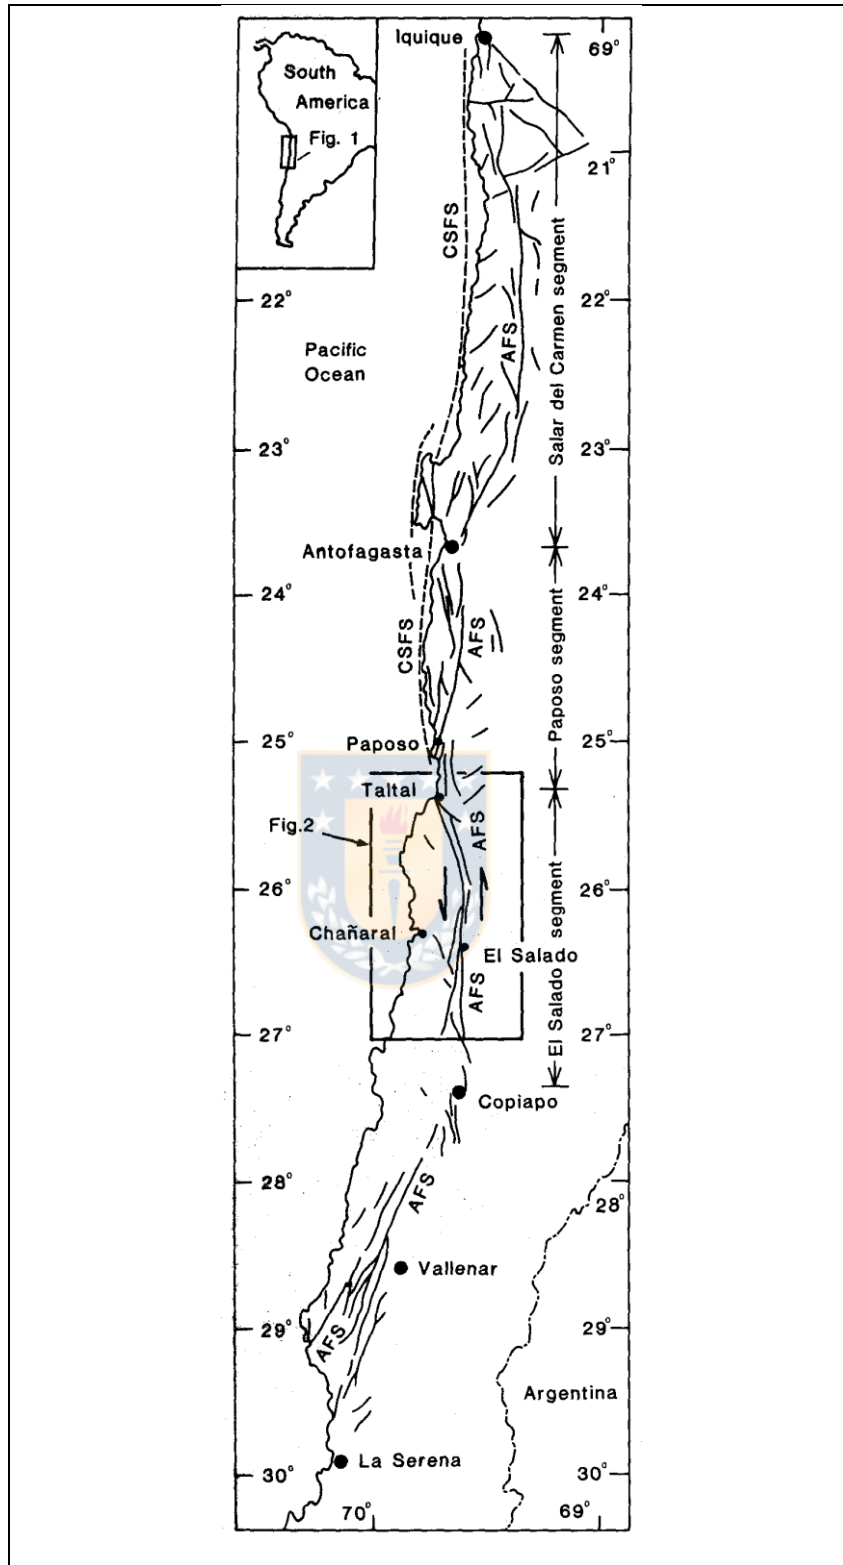 Iquique
69°
South
America
Fig. 1
21°
CSFS
22°
22°
AFS
Salar del Carmen segment
Pacific
Ocean
23°
23°
Antofagasta
24°
24°
CSFS
AFS
Paposo segment
25°
25°
Paposo
Taltal
Fig.2
AFS
26°
26°
Chañaral
El Salado
AFS
El Salado segment
27°
27°
Copiapo
28°
28°
AFS
Vallenar
29°
29°
AFS
Argentina
La Serena
30°
30°
70°
69°